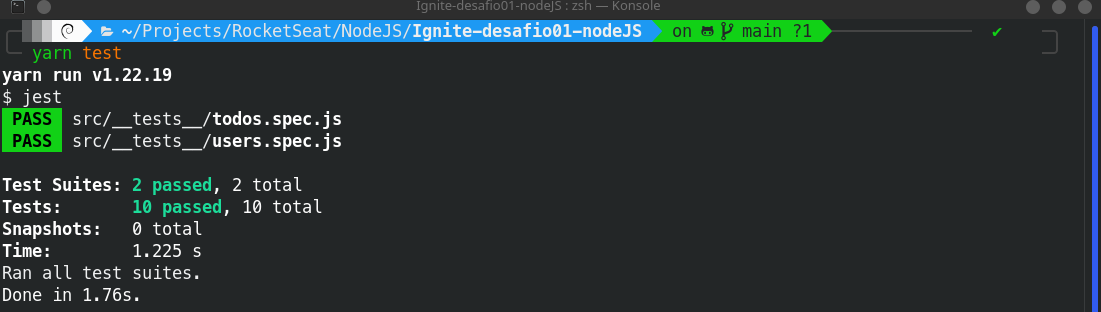 Ignite-desafio01-nodeJS : zsh — Konsole
~/Projects/RocketSeat/NodeJS/Ignite-desafio01-nodeJS on main ?1 ✔
yarn test
yarn run v1.22.19
$ jest
PASS src/__tests__/todos.spec.js
PASS src/__tests__/users.spec.js
Test Suites: 2 passed, 2 total
Tests: 10 passed, 10 total
Snapshots: 0 total
Time: 1.225 s
Ran all test suites.
Done in 1.76s.